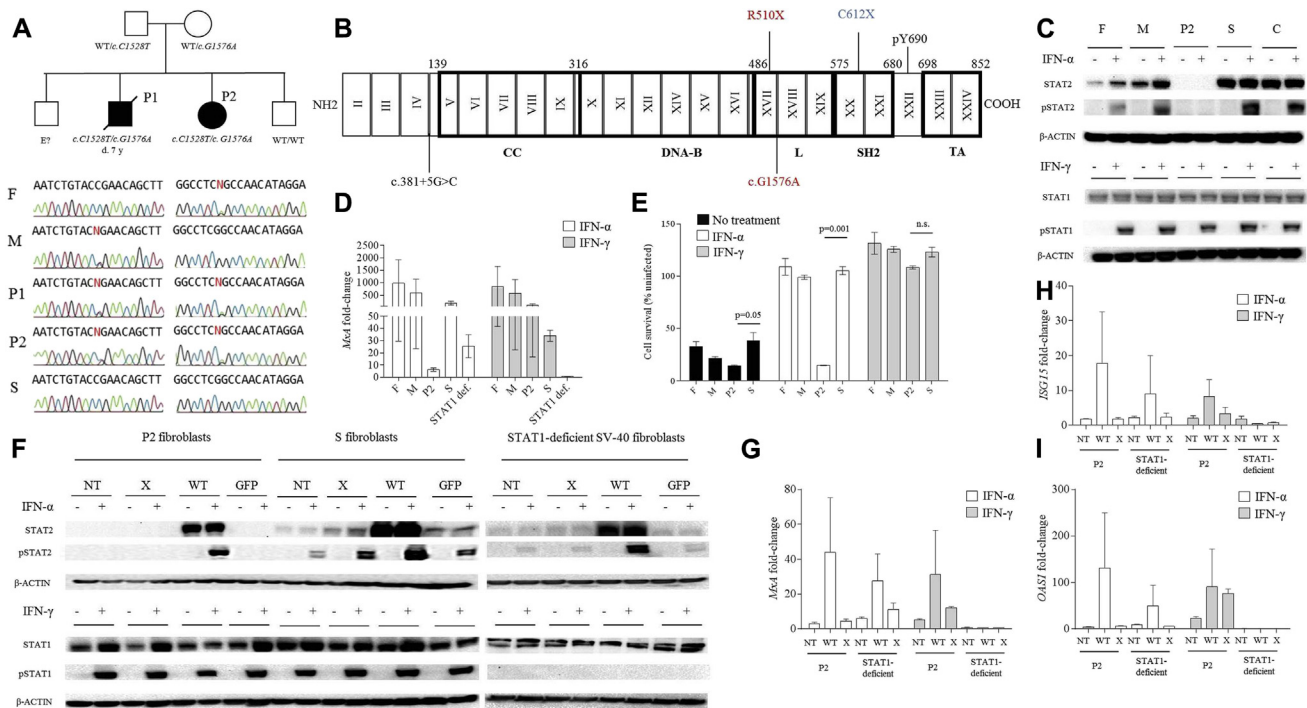 A
WT/c.C1528T
WT/c.G1576A
P1
P2
E?
c.C1528T/c.G1576A
c.C1528T/c.G1576A
WT/WT
d. 7 y
F
AATCTGTACCGAACAGCTT
GGCCTCNGCCAACATAGGA
M
AATCTGTACNGAACAGCTT
GGCCTCGGCCAACATAGGA
P1
AATCTGTACNGAACAGCTT
GGCCTCNGCCAACATAGGA
P2
AATCTGTACNGAACAGCTT
GGCCTCNGCCAACATAGGA
S
AATCTGTACCGAACAGCTT
GGCCTCGGCCAACATAGGA
B
R510X
C612X
pY690
139
316
486
575
680
698
852
NH2
II
III
IV
V
VI
VII
VIII
IX
X
XI
XII
XIV
XV
XVI
XVII
XVIII
XIX
XX
XXI
XXII
XXIII
XXIV
COOH
CC
DNA-B
L
SH2
TA
c.381+5G>C
c.G1576A
C
F M P2 S C
IFN-α - + - + - + - + - +
STAT2
pSTAT2
β-ACTIN
IFN-γ - + - + - + - + - +
STAT1
pSTAT1
β-ACTIN
D
IFN-α
IFN-γ
MxA fold-change
2500
2000
1500
1000
500
50
40
30
20
10
0
F M P2 S STAT1 def. F M P2 S STAT1 def.
E
No treatment
IFN-α
IFN-γ
Cell survival (% uninfected)
150
100
50
0
p=0.05
p=0.001
n.s.
F M P2 S F M P2 S F M P2 S
F
P2 fibroblasts
S fibroblasts
STAT1-deficient SV-40 fibroblasts
NT X WT GFP NT X WT GFP NT X WT GFP
IFN-α - + - + - + - + - + - + - + - + - + - + - + - +
STAT2
pSTAT2
β-ACTIN
IFN-γ - + - + - + - + - + - + - + - + - + - + - + - +
STAT1
pSTAT1
β-ACTIN
G
IFN-α
IFN-γ
MxA fold-change
80
60
40
20
0
NT WT X NT WT X NT WT X NT WT X
P2
STAT1-deficient
P2
STAT1-deficient
H
IFN-α
IFN-γ
ISG15 fold-change
40
30
20
10
0
NT WT X NT WT X NT WT X NT WT X
P2
STAT1-deficient
P2
STAT1-deficient
I
IFN-α
IFN-γ
OAS1 fold-change
300
200
100
0
NT WT X NT WT X NT WT X NT WT X
P2
STAT1-deficient
P2
STAT1-deficient